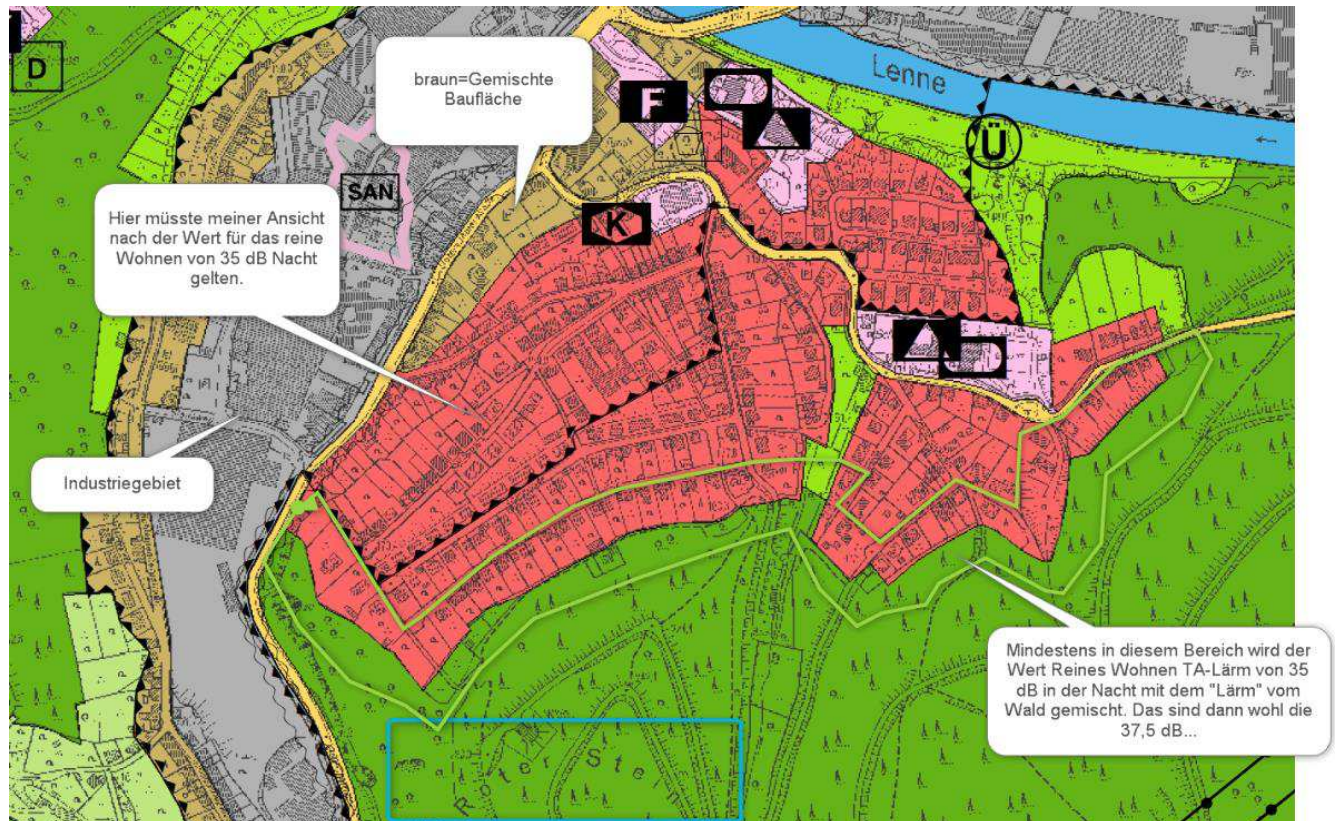 D
braun=Gemischte
Baufläche
F
Lenne
Ü
SAN
K
Hier müsste meiner Ansicht
nach der Wert für das reine
Wohnen von 35 dB Nacht
gelten.
Industriegebiet
Mindestens in diesem Bereich wird der
Wert Reines Wohnen TA-Lärm von 35
dB in der Nacht mit dem "Lärm" vom
Wald gemischt. Das sind dann wohl die
37,5 dB...
Roter Ste